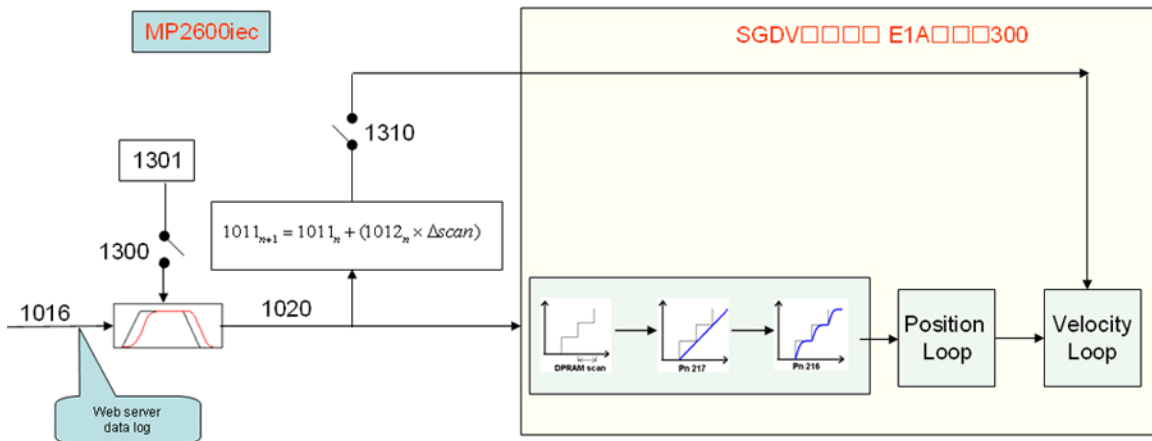 MP2600iec
SGDV□□□□ E1A□□□300
1310
1301
1011ₙ₊₁ = 1011ₙ + (1012ₙ × Δscan)
1300
1016
1020
DPRAM scan
Pn 217
Pn 216
Position
Loop
Velocity
Loop
Web server
data log